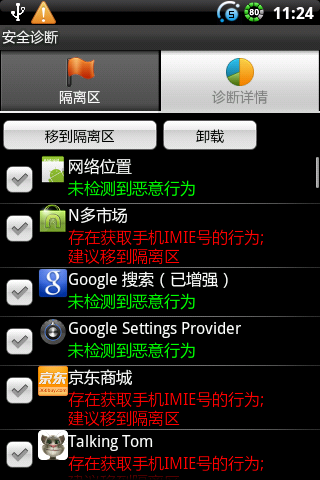 80
11:24
安全诊断
隔离区
诊断详情
移到隔离区
卸载
网络位置
未检测到恶意行为
N多市场
存在获取手机IMIE号的行为;
建议移到隔离区
Google 搜索（已增强）
未检测到恶意行为
Google Settings Provider
未检测到恶意行为
京东
京东商城
存在获取手机IMIE号的行为;
建议移到隔离区
Talking Tom
存在获取手机IMIE号的行为;